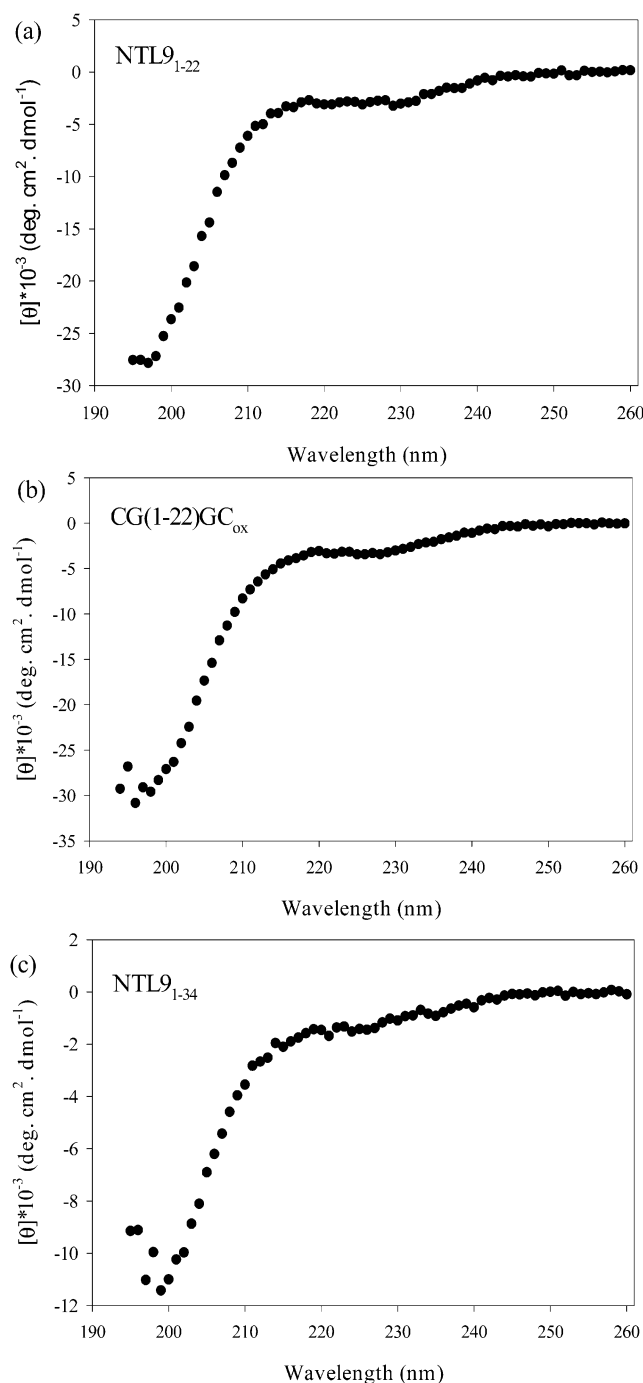 (a)
NTL9₁₋₂₂
5
0
-5
-10
-15
-20
-25
-30
[θ]*10⁻³ (deg. cm². dmol⁻¹)
190 200 210 220 230 240 250 260
Wavelength (nm)
(b)
CG(1-22)GCₒₓ
5
0
-5
-10
-15
-20
-25
-30
-35
[θ]*10⁻³ (deg. cm². dmol⁻¹)
190 200 210 220 230 240 250 260
Wavelength (nm)
(c)
NTL9₁₋₃₄
2
0
-2
-4
-6
-8
-10
-12
[θ]*10⁻³ (deg. cm². dmol⁻¹)
190 200 210 220 230 240 250 260
Wavelength (nm)